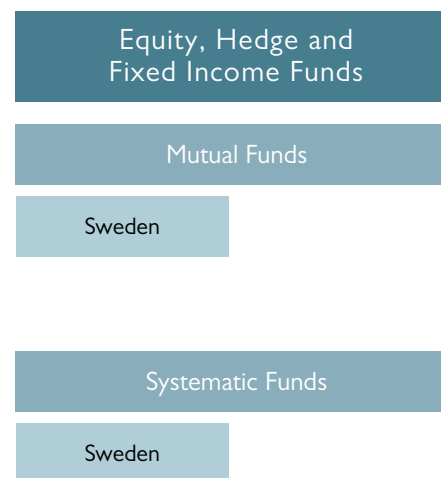 Equity, Hedge and
Fixed Income Funds
Mutual Funds
Sweden
Systematic Funds
Sweden